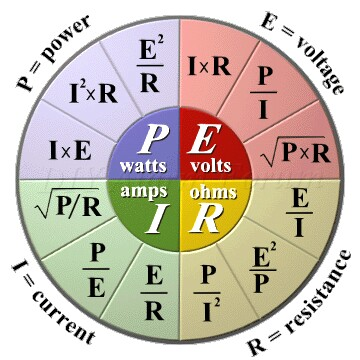 P = power
E = voltage
I = current
R = resistance
P
watts
E
volts
amps
I
ohms
R
I×E
I²×R
E²/R
I×R
P/I
√P×R
√P/R
P/E
E/R
P/I²
E²/P
E/I